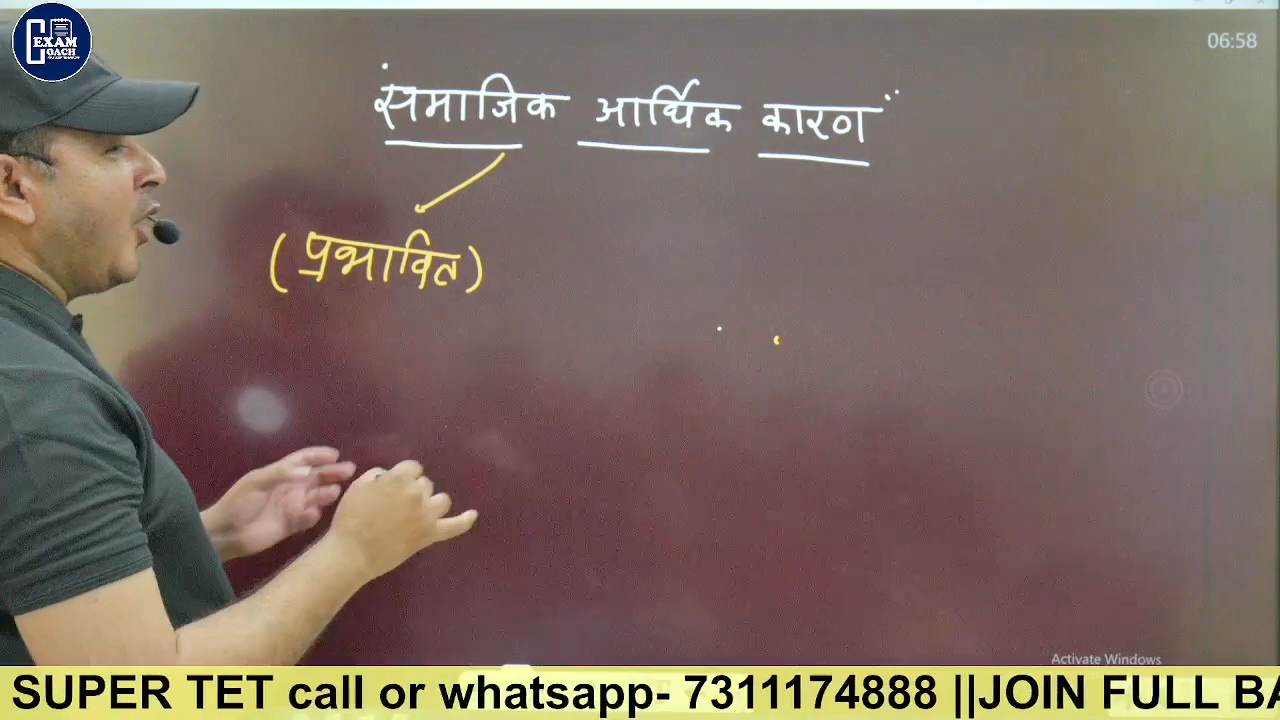 EXAM
COACH
06:58
समाजिक आर्थिक कारण
(प्रभावित)
Activate Windows
SUPER TET call or whatsapp- 7311174888 ||JOIN FULL BA